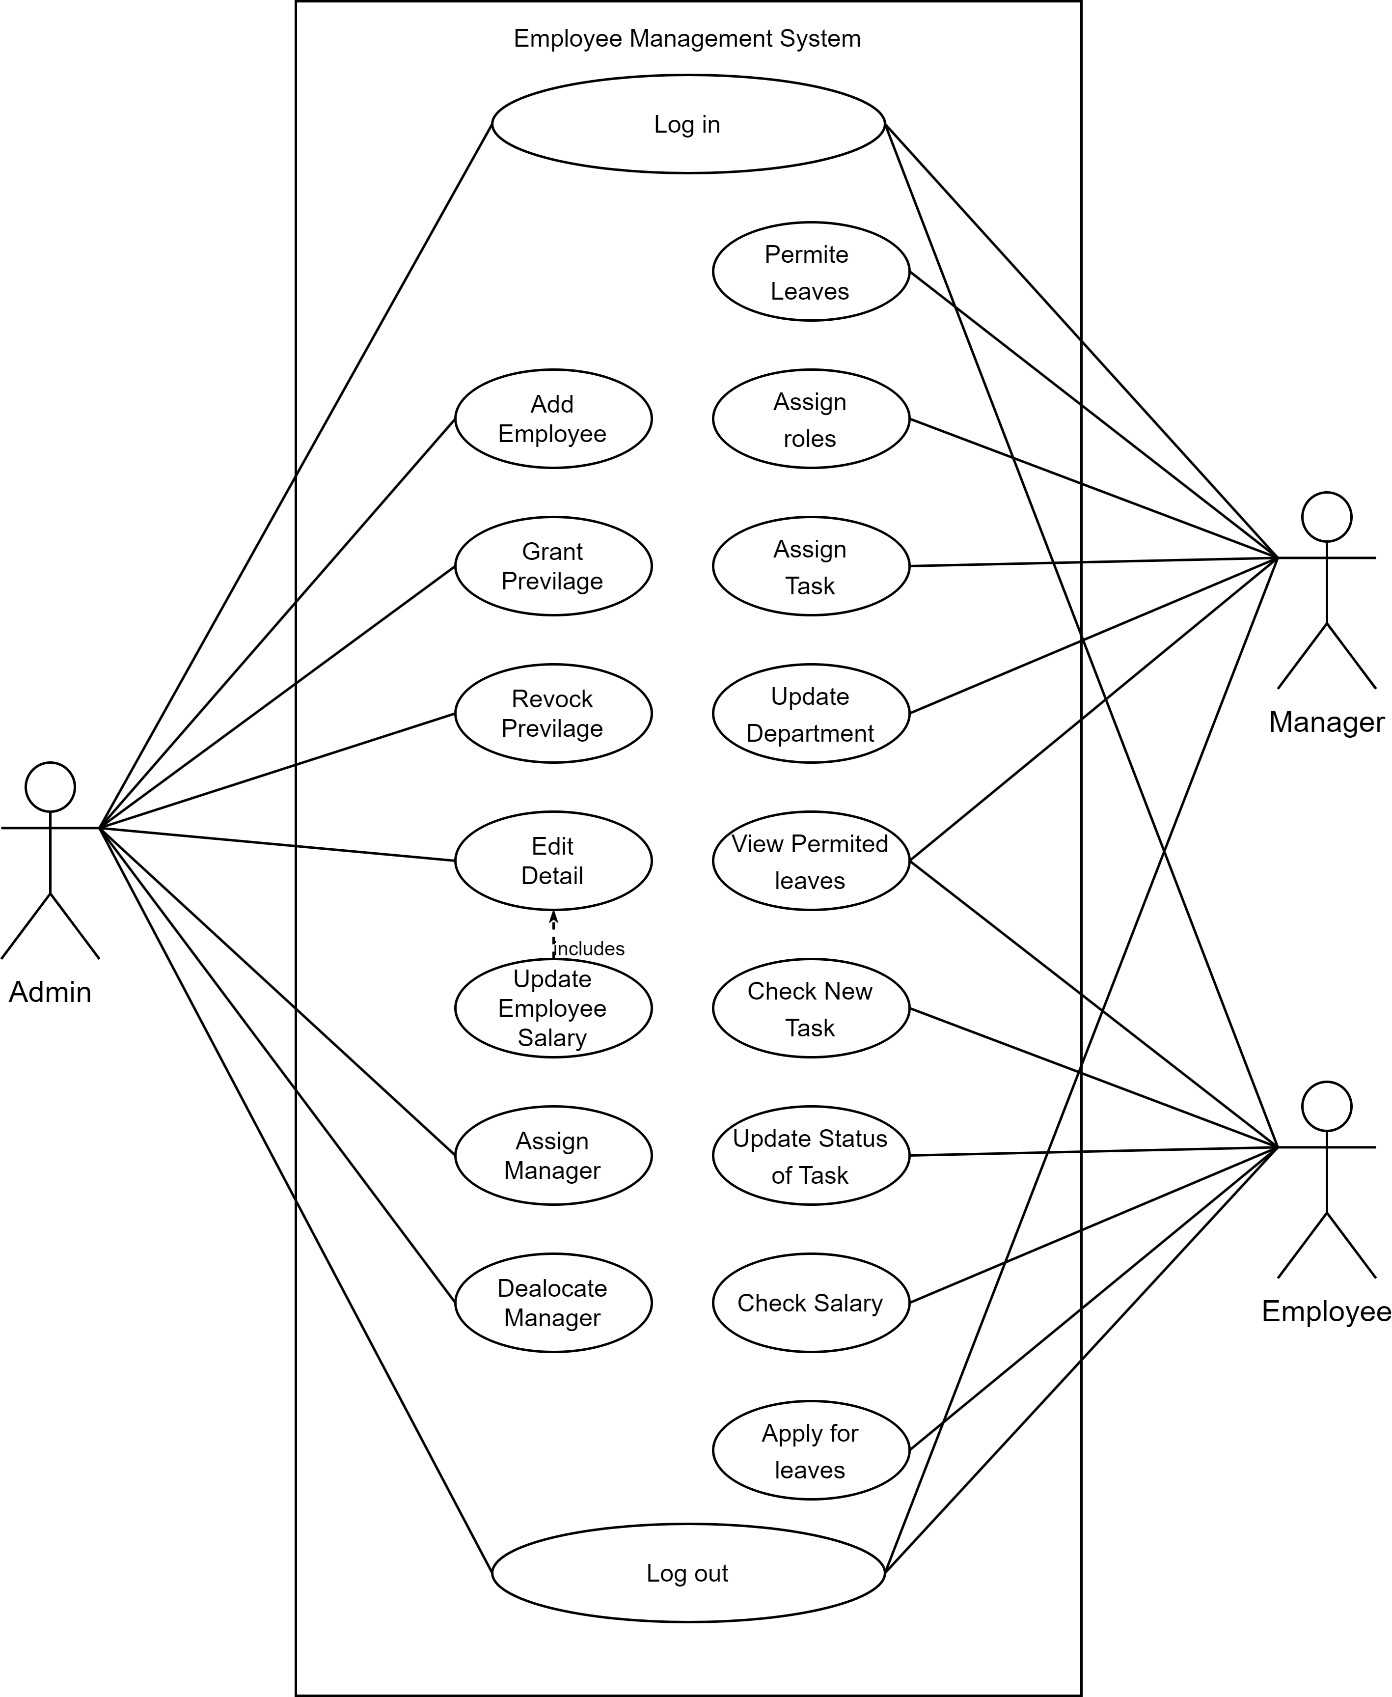 Employee Management System
Log in
Permite
Leaves
Add
Employee
Assign
roles
Grant
Previlage
Assign
Task
Revock
Previlage
Update
Department
Manager
Edit
Detail
View Permited
leaves
includes
Update
Employee
Salary
Check New
Task
Admin
Assign
Manager
Update Status
of Task
Dealocate
Manager
Check Salary
Employee
Apply for
leaves
Log out